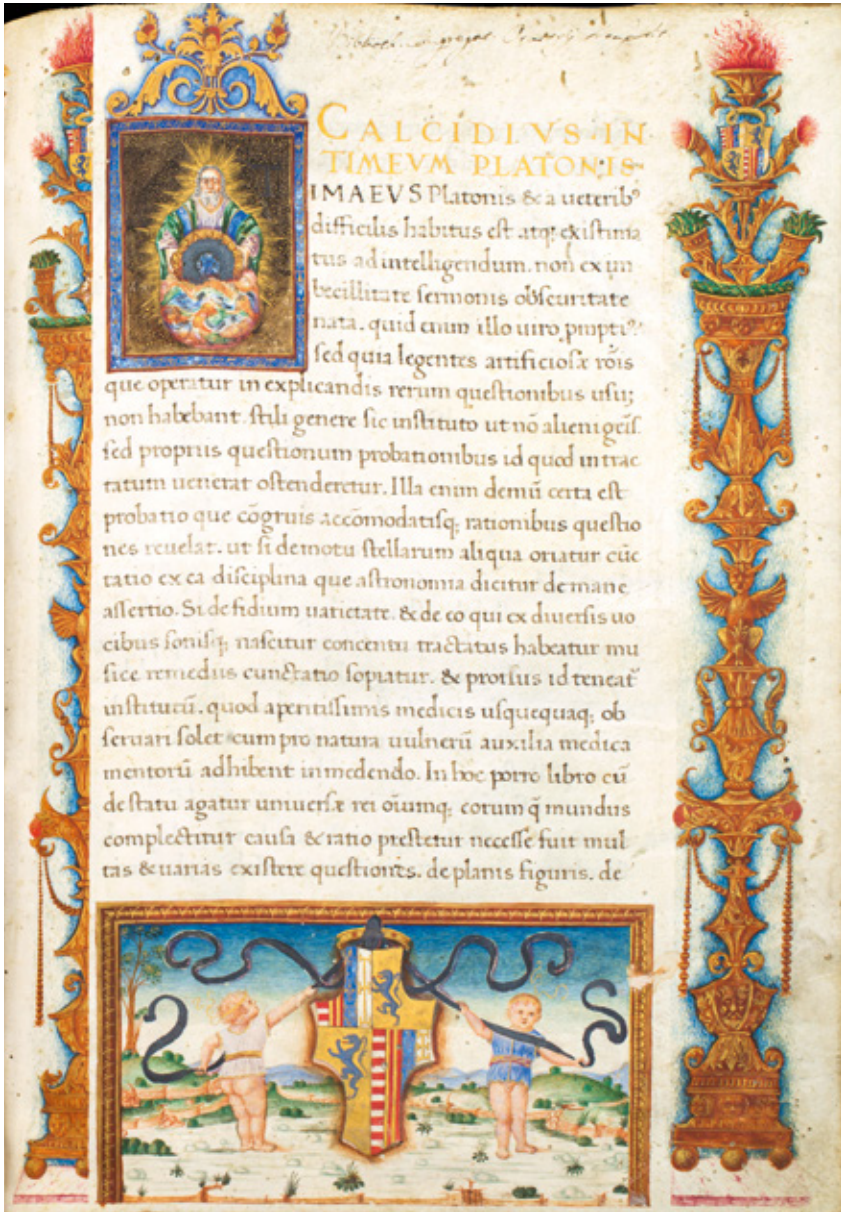 CALCIDIVS IN
TIMEVM PLATONIS
IMAEVS Platonis & a ueterib᾽
difficilis habitus est atq; existima
tus ad intelligendum. non ex im
becillitate sermonis obscuritate
nata. quid enim illo uiro
sed quia legentes artificiosæ rōis
que operatur in explicandis rerum questionibus usū;
non habebant. stili genere sic instituto ut nō alienigeīs.
sed propriis questionum probationibus id quod in trac
tatum uenerat ostenderetur. Illa enim demū certa est
probatio que cōgruis accōmodatisq; rationibus questio
nes reuelat. ut si de motu stellarum aliqua oriatur cūc
tatio ex ea disciplina que astronomia dicitur de mane
assertio. Si de fidium uarietate. & de eo qui ex diuersis uo
cibus sonisq; nascitur concentu tractatus habeatur mu
sice remediis cunctatio sopiatur. & prorsus id teneat᷑
institutū. quod apertissimis medicis usquequaq; ob
seruari solet cum pro natura uulnerū auxilia medica
mentorū adhibent in medendo. In hoc porro libro cū
de statu agatur uniuersæ rei oīumq; eorum q̄ mundus
complectitur causa & ratio prestetur necesse fuit mul
tas & uarias existere questiones. de planis figuris. de